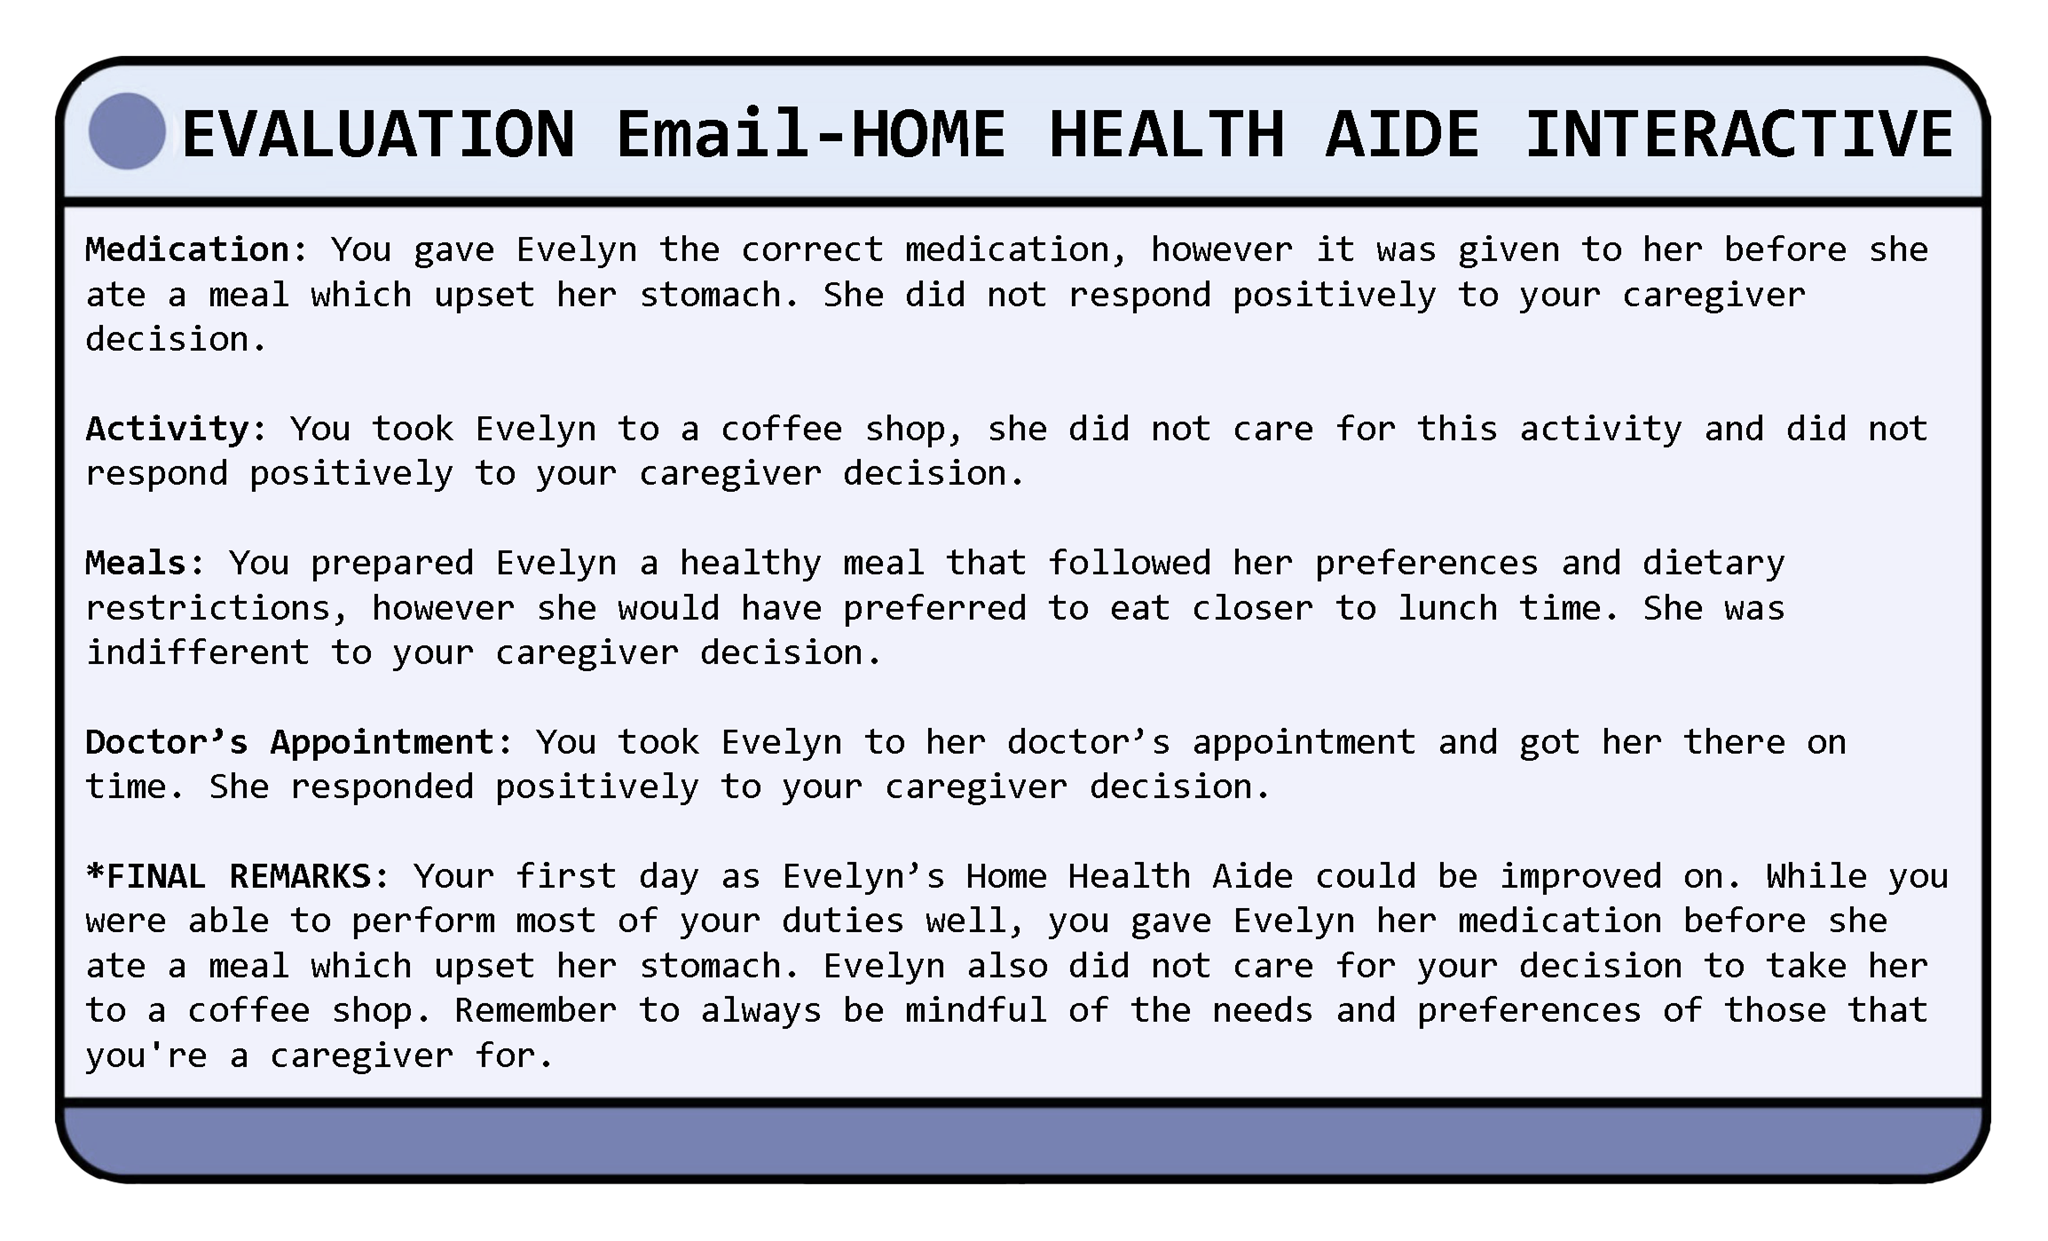 EVALUATION Email-HOME HEALTH AIDE INTERACTIVE
Medication: You gave Evelyn the correct medication, however it was given to her before she
ate a meal which upset her stomach. She did not respond positively to your caregiver
decision.
Activity: You took Evelyn to a coffee shop, she did not care for this activity and did not
respond positively to your caregiver decision.
Meals: You prepared Evelyn a healthy meal that followed her preferences and dietary
restrictions, however she would have preferred to eat closer to lunch time. She was
indifferent to your caregiver decision.
Doctor’s Appointment: You took Evelyn to her doctor’s appointment and got her there on
time. She responded positively to your caregiver decision.
*FINAL REMARKS: Your first day as Evelyn’s Home Health Aide could be improved on. While you
were able to perform most of your duties well, you gave Evelyn her medication before she
ate a meal which upset her stomach. Evelyn also did not care for your decision to take her
to a coffee shop. Remember to always be mindful of the needs and preferences of those that
you're a caregiver for.